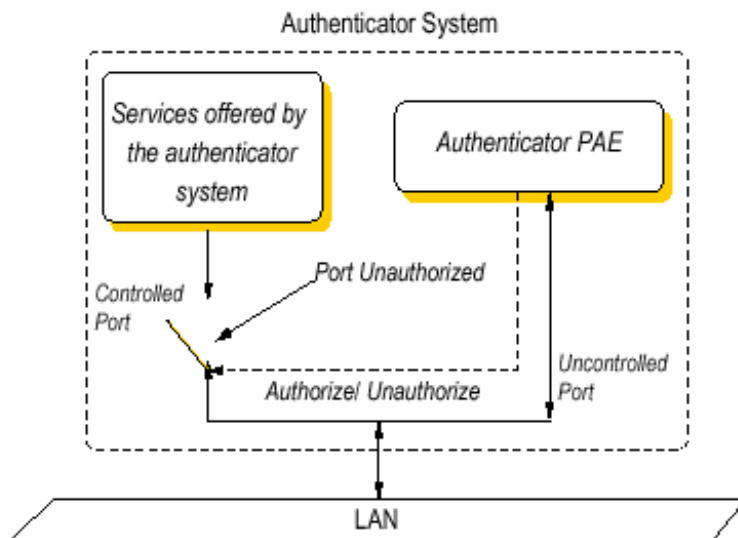 Authenticator System
Services offered by
the authenticator
system
Authenticator PAE
Port Unauthorized
Controlled
Port
Uncontrolled
Port
Authorize/ Unauthorize
LAN